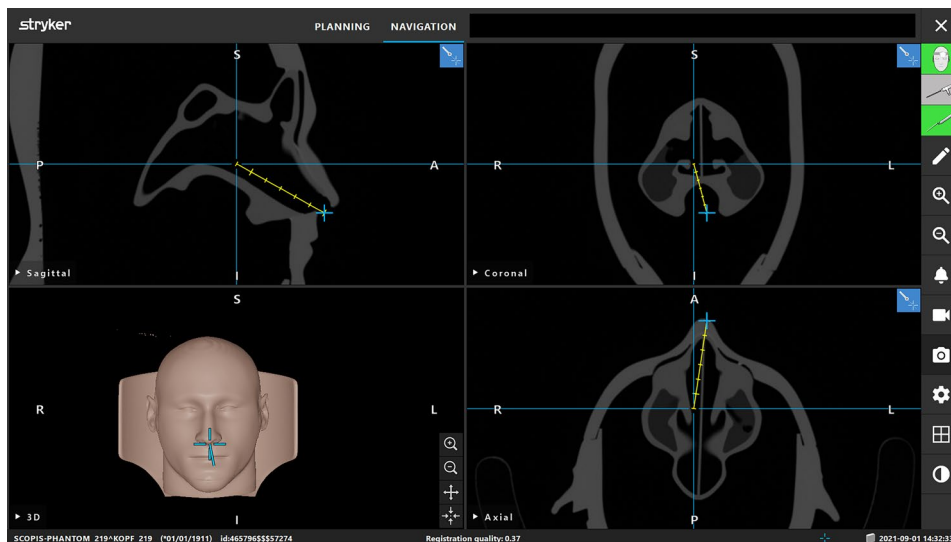 stryker
PLANNING NAVIGATION
S S
P A R L
Sagittal I Coronal I
S A
R L R L
3D I Axial P
SCOPIS-PHANTOM 219^KOPF 219 (*01/01/1911) id:465796$$$57274 Registration quality: 0.37 2021-09-01 14:32:3